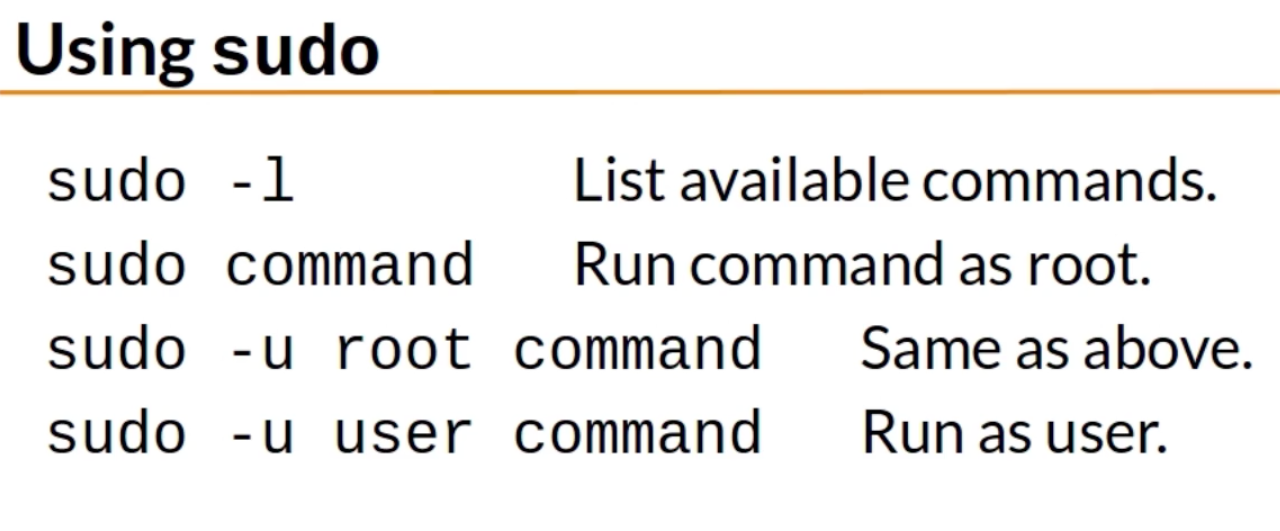 Using sudo
sudo -l List available commands.
sudo command Run command as root.
sudo -u root command Same as above.
sudo -u user command Run as user.